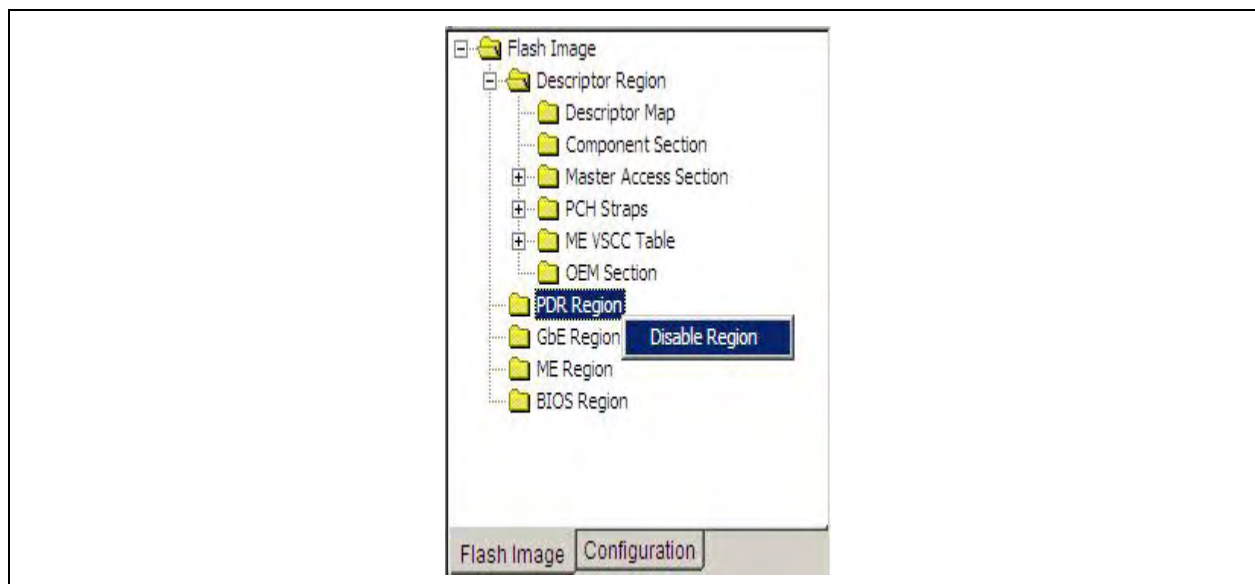 Flash Image
Descriptor Region
Descriptor Map
Component Section
Master Access Section
PCH Straps
ME VSCC Table
OEM Section
PDR Region
GbE Region Disable Region
ME Region
BIOS Region
Flash Image Configuration